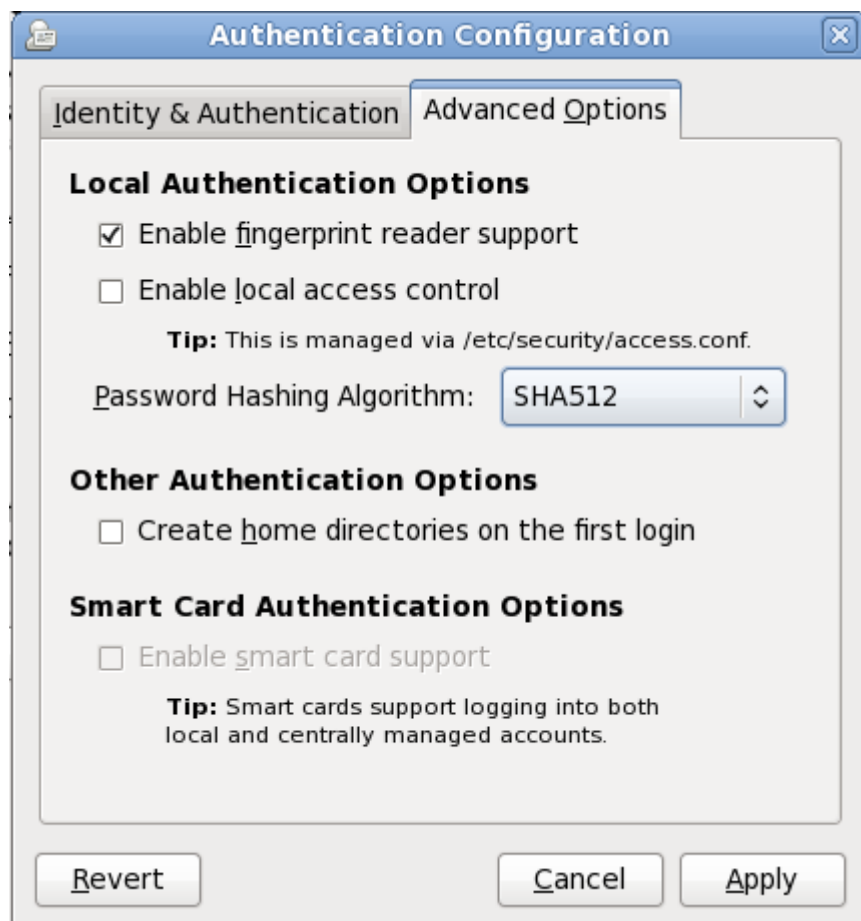 Authentication Configuration
Identity & Authentication
Advanced Options
Local Authentication Options
Enable fingerprint reader support
Enable local access control
Tip: This is managed via /etc/security/access.conf.
Password Hashing Algorithm:
SHA512
Other Authentication Options
Create home directories on the first login
Smart Card Authentication Options
Enable smart card support
Tip: Smart cards support logging into both
local and centrally managed accounts.
Revert
Cancel
Apply